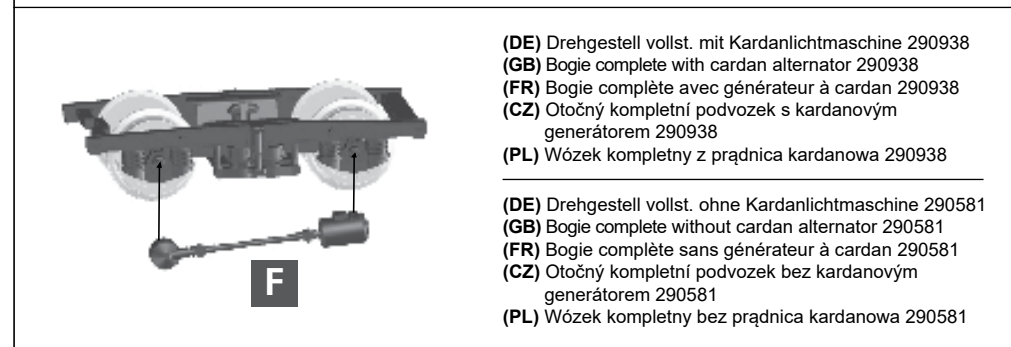 (DE) Drehgestell vollst. mit Kardanlichtmaschine 290938
(GB) Bogie complete with cardan alternator 290938
(FR) Bogie complète avec générateur à cardan 290938
(CZ) Otočný kompletní podvozek s kardanovým
generátorem 290938
(PL) Wózek kompletny z prądnica kardanowa 290938
(DE) Drehgestell vollst. ohne Kardanlichtmaschine 290581
(GB) Bogie complete without cardan alternator 290581
(FR) Bogie complète sans générateur à cardan 290581
(CZ) Otočný kompletní podvozek bez kardanovým
generátorem 290581
(PL) Wózek kompletny bez prądnica kardanowa 290581
F